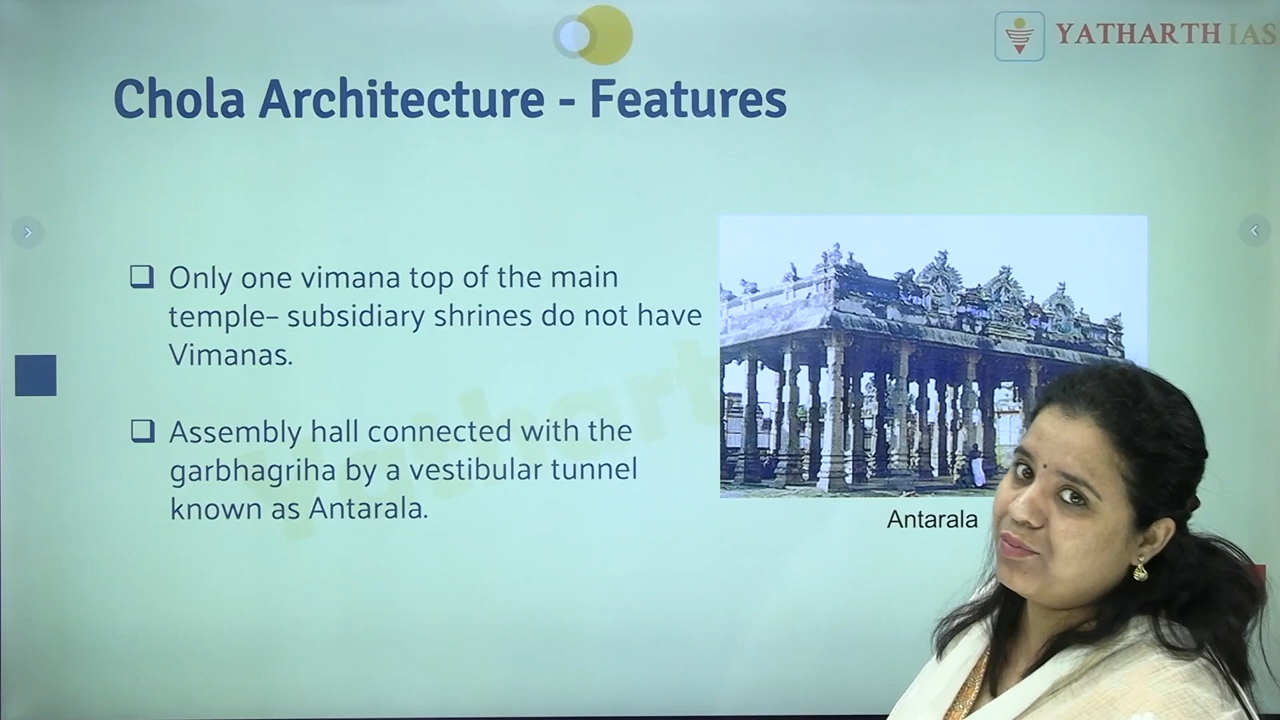 YATHARTH IAS
Chola Architecture - Features
Only one vimana top of the main
temple– subsidiary shrines do not have
Vimanas.
Assembly hall connected with the
garbhagriha by a vestibular tunnel
known as Antarala.
Antarala
Yatharth